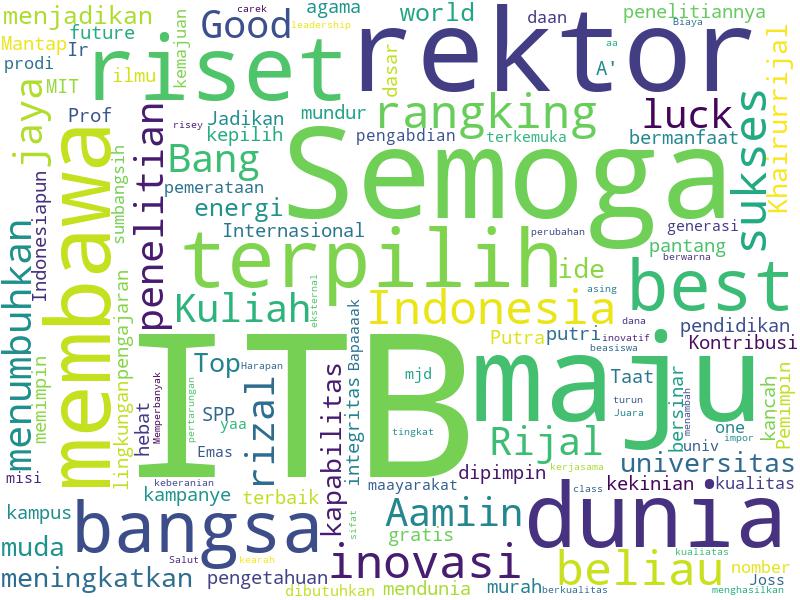 menjadikan
carek
Good
leadership
agama
world
daan
penelitiannya
Biaya
Mantap
future
Ir
prodi
MIT
ilmu
kemajuan
riset
rektor
dasar
aa
A'
Khairurrijal
jaya
Prof
risey
Jadikan
kepilih
mundur
rangking
pengabdian
terkemuka
luck
bermanfaat
sukses
membawa
sumbangsih
penelitian
Bang
pemerataan
energi
Semoga
Internasional
perubahan
generasi
pantang
berwarna
Indonesiapun
menumbuhkan
terpilih
ide
best
asing
lingkungan
pengajaran
Kuliah
eksternal
Indonesia
dana
pendidikan
Kontribusi
memimpin
ITB
maju
Putra
putri
inovatif
beasiswa
Bapaaaak
integritas
Top
Harapan
mjd
Taat
turun
Juara
bersinar
menambah
one
impor
univ
kancah
Pemimpin
hebat
Memperbanyak
pertarungan
SPP
yaa
Emas
rizal
kapabilitas
tingkat
Rijal
universitas
misi
keberanian
kampanye
terbaik
maayarakat
dipimpin
kerjasama
class
kekinian
kualitas
kampus
bangsa
sifat
Aamiin
gratis
dunia
muda
Salut
kearah
inovasi
beliau
kualiatas
nomber
meningkatkan
pengetahuan
dibutuhkan
mendunia
murah
berkualitas
Joss
menghasilkan